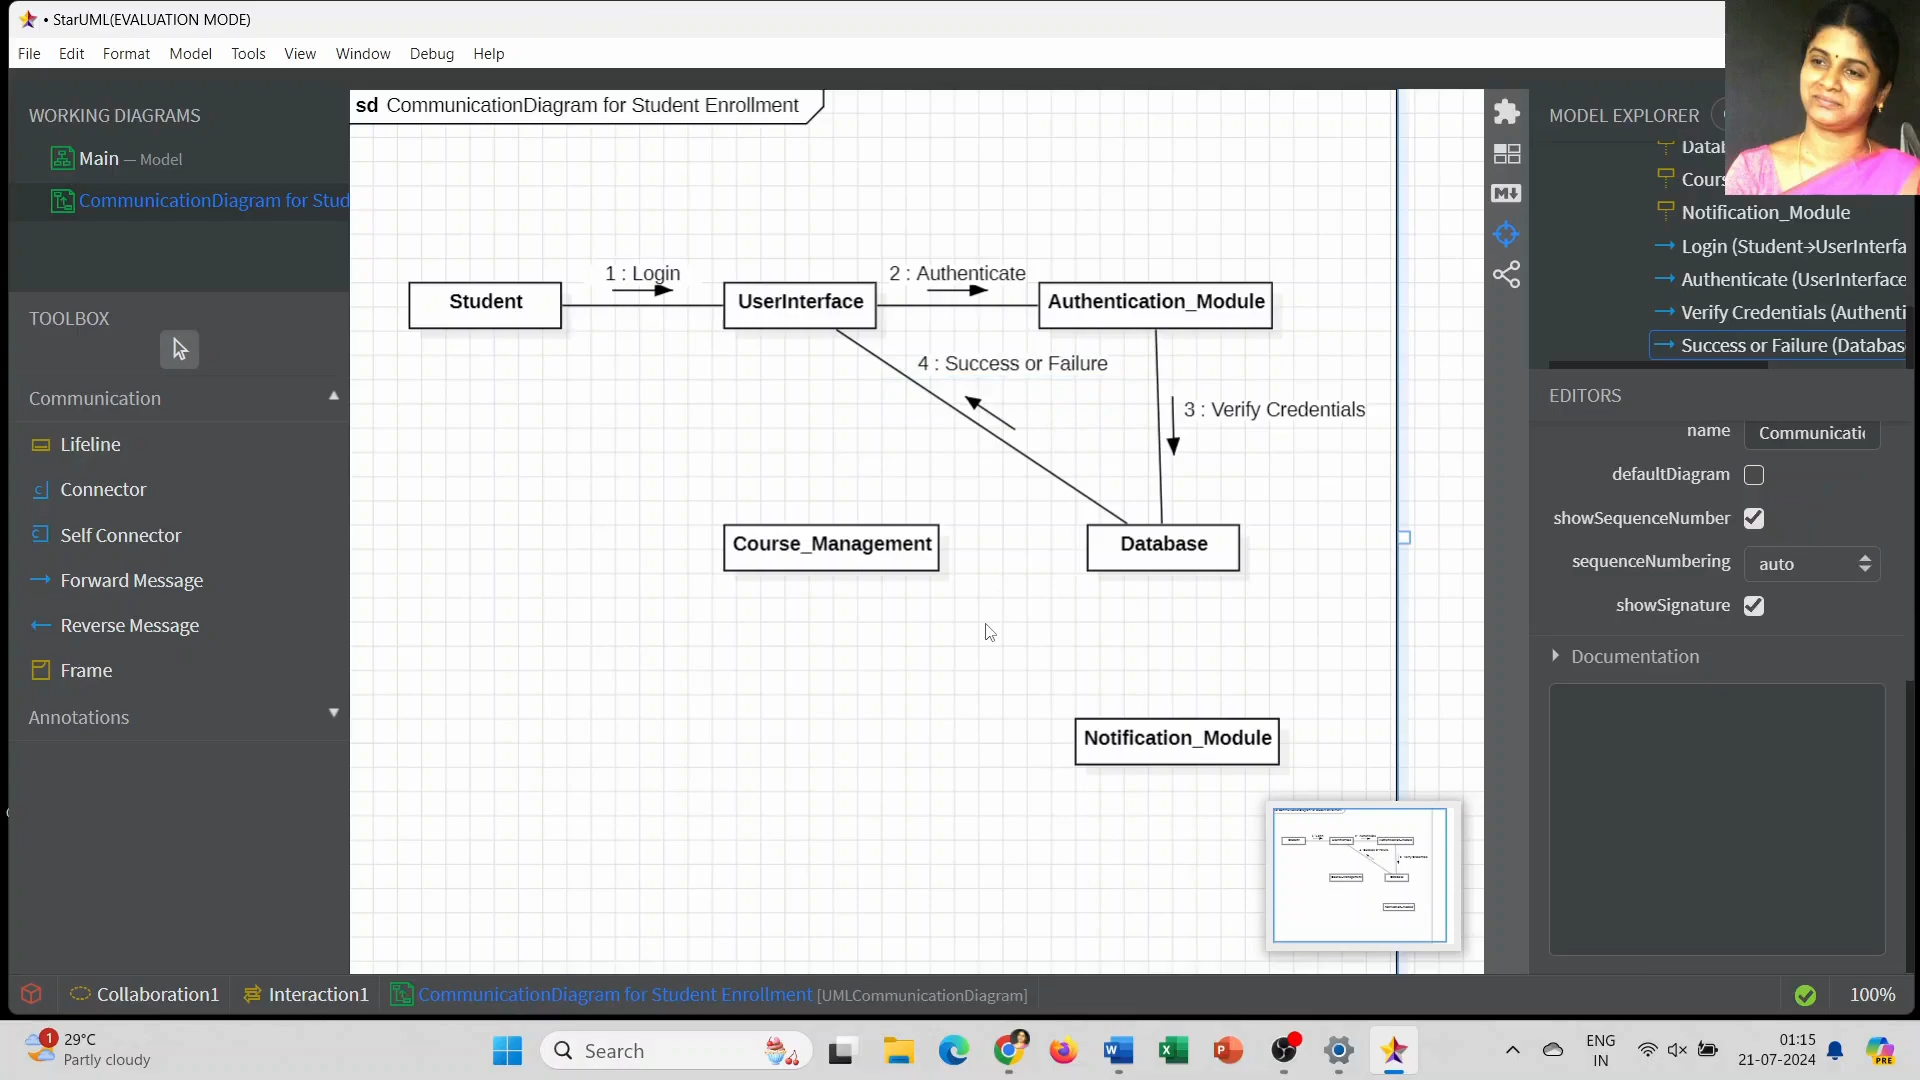 • StarUML(EVALUATION MODE)
File Edit Format Model Tools View Window Debug Help
WORKING DIAGRAMS
Main — Model
CommunicationDiagram for Stud
TOOLBOX
Communication
Lifeline
Connector
Self Connector
Forward Message
Reverse Message
Frame
Annotations
sd CommunicationDiagram for Student Enrollment
1 : Login
2 : Authenticate
Student
UserInterface
Authentication_Module
4 : Success or Failure
3 : Verify Credentials
Course_Management
Database
Notification_Module
MODEL EXPLORER
Datab
Cours
Notification_Module
Login (Student→UserInterfa
Authenticate (UserInterface
Verify Credentials (Authenti
Success or Failure (Databas
EDITORS
name Communicati
defaultDiagram
showSequenceNumber
sequenceNumbering auto
showSignature
Documentation
Collaboration1 Interaction1 CommunicationDiagram for Student Enrollment [UMLCommunicationDiagram] 100%
1
29°C
Partly cloudy
Search
ENG
IN
01:15
21-07-2024
PRE